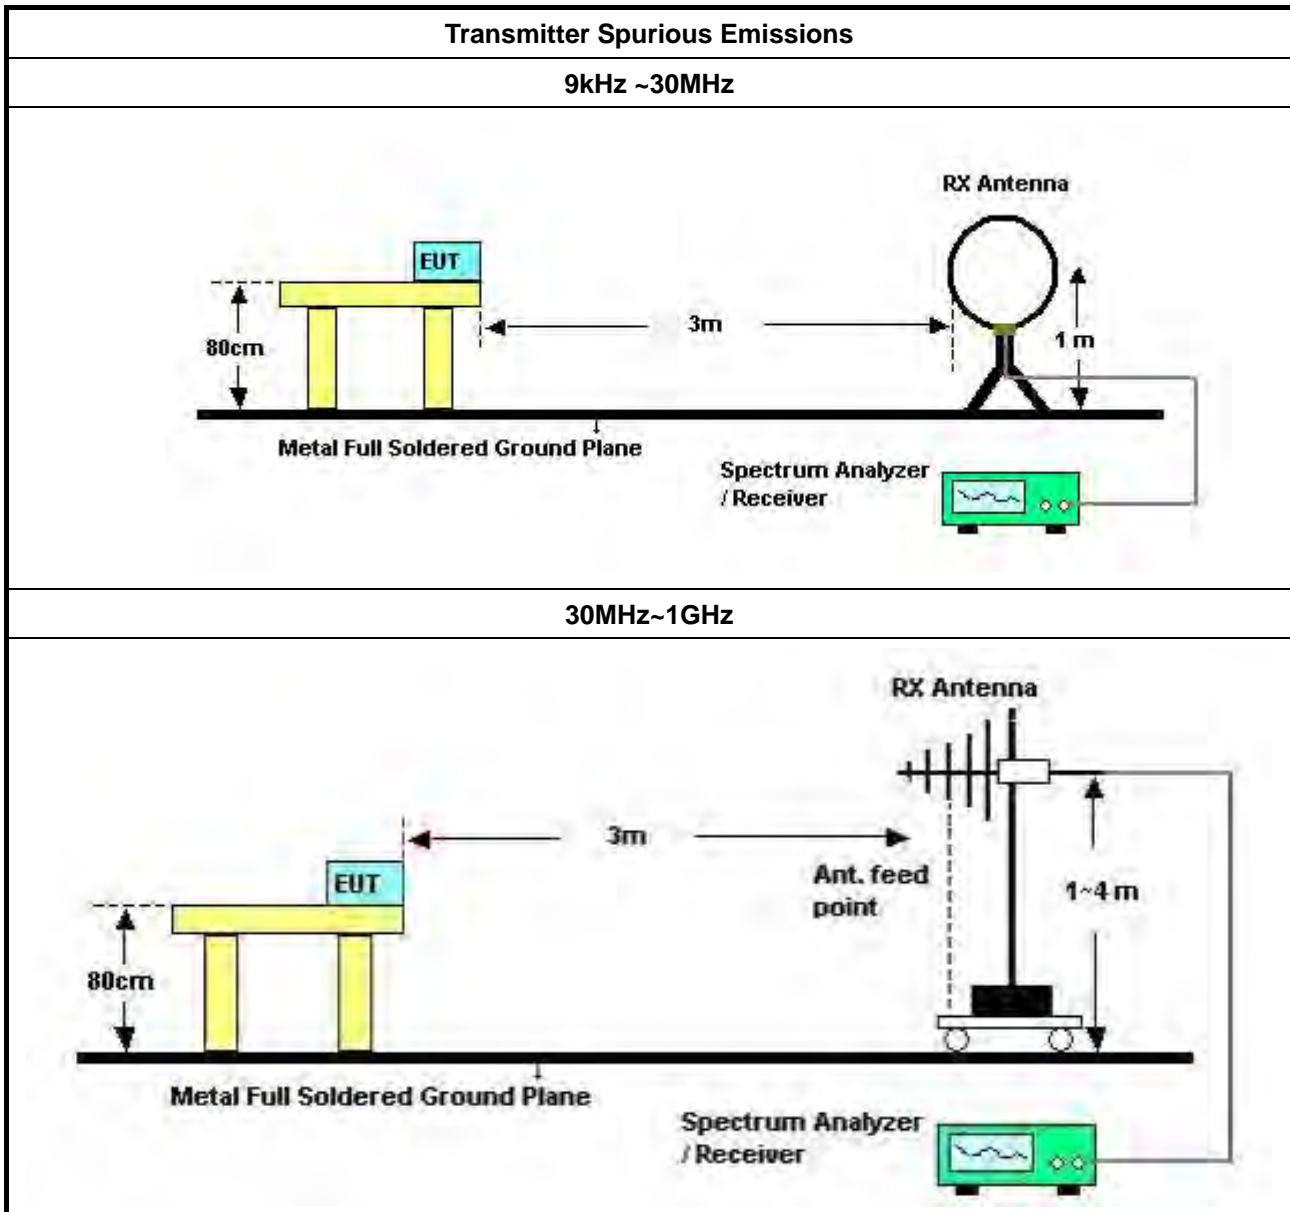 Transmitter Spurious Emissions
9kHz ~30MHz
RX Antenna
EUT
3m
80cm
1 m
Metal Full Soldered Ground Plane
Spectrum Analyzer
/ Receiver
30MHz~1GHz
RX Antenna
3m
EUT
Ant. feed
point
1~4 m
80cm
Metal Full Soldered Ground Plane
Spectrum Analyzer
/ Receiver